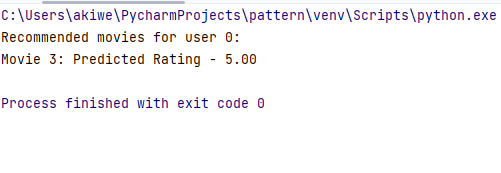 C:\Users\akiwe\PycharmProjects\pattern\venv\Scripts\python.exe
Recommended movies for user 0:
Movie 3: Predicted Rating - 5.00
Process finished with exit code 0